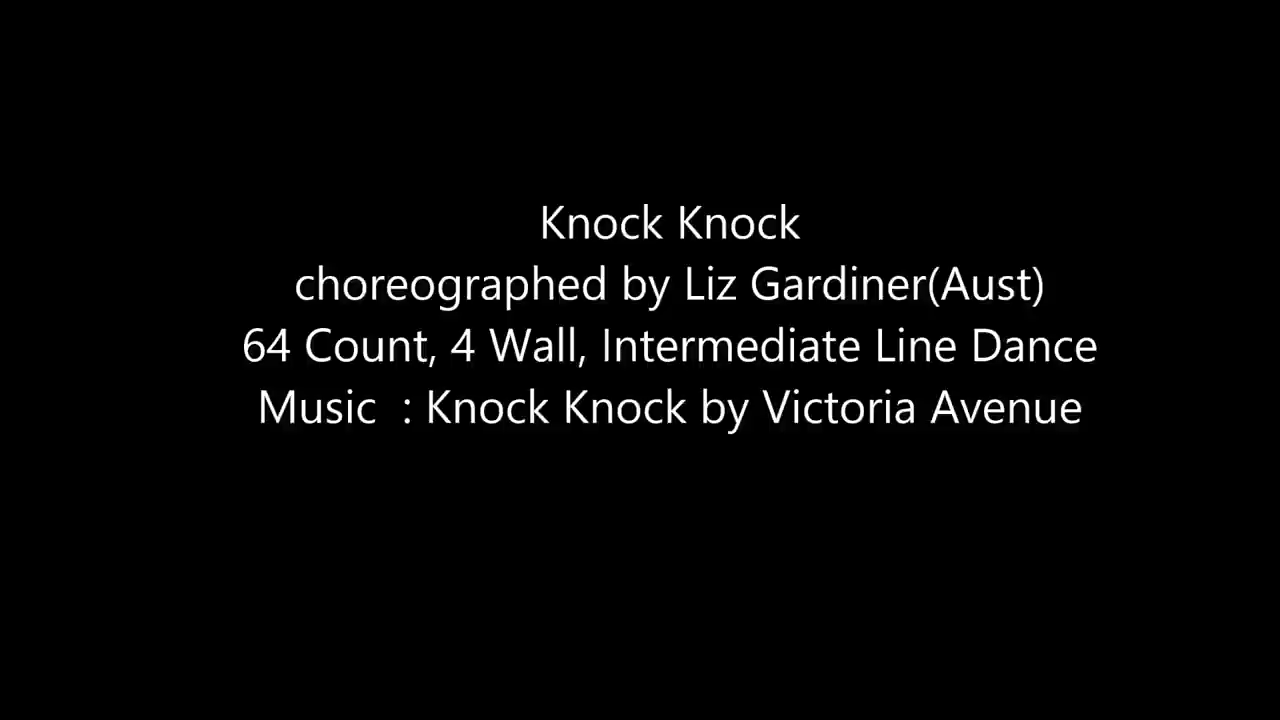 Knock Knock
choreographed by Liz Gardiner(Aust)
64 Count, 4 Wall, Intermediate Line Dance
Music  : Knock Knock by Victoria Avenue